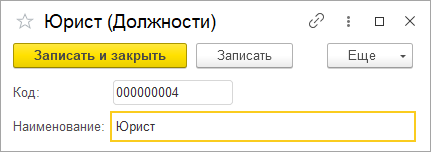 Юрист (Должности)
Записать и закрыть Записать Еще
Код: 000000004
Наименование: Юрист